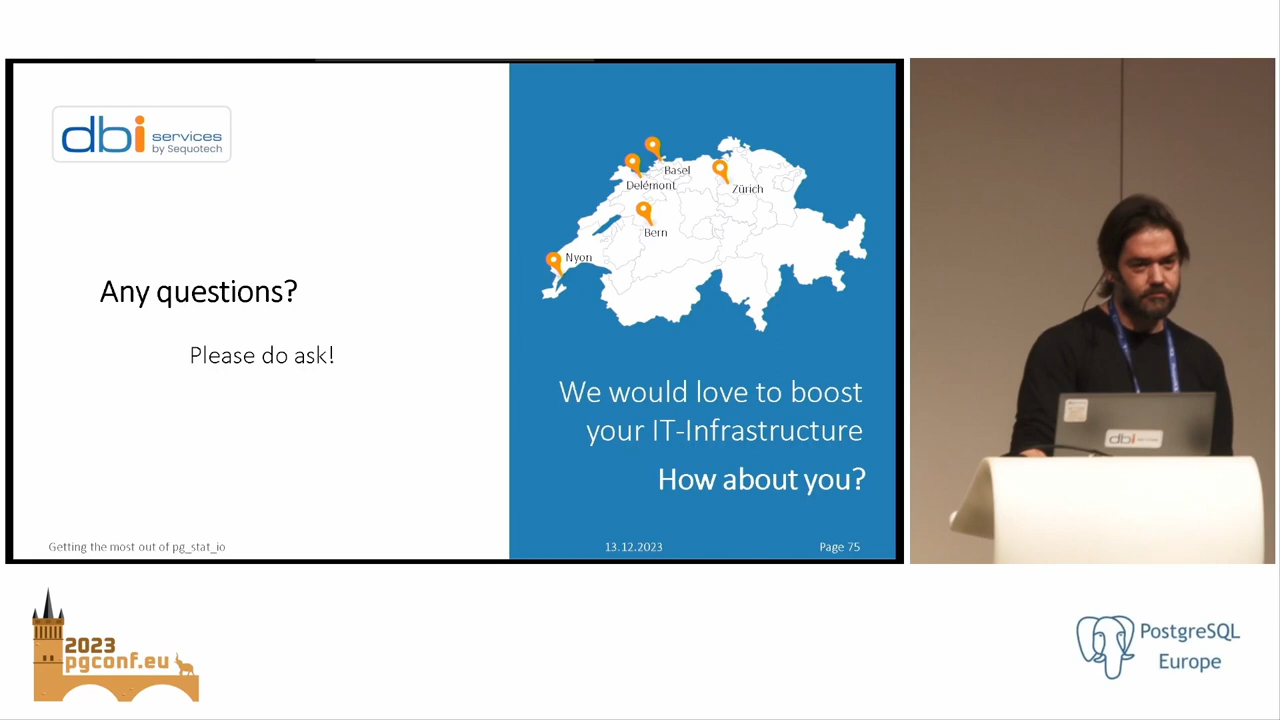 dbi services
by Sequotech
Any questions?
Please do ask!
Getting the most out of pg_stat_io
Basel
Delémont
Zürich
Bern
Nyon
We would love to boost
your IT-Infrastructure
How about you?
13.12.2023
Page 75
dbi
2023
pgconf.eu
PostgreSQL
Europe